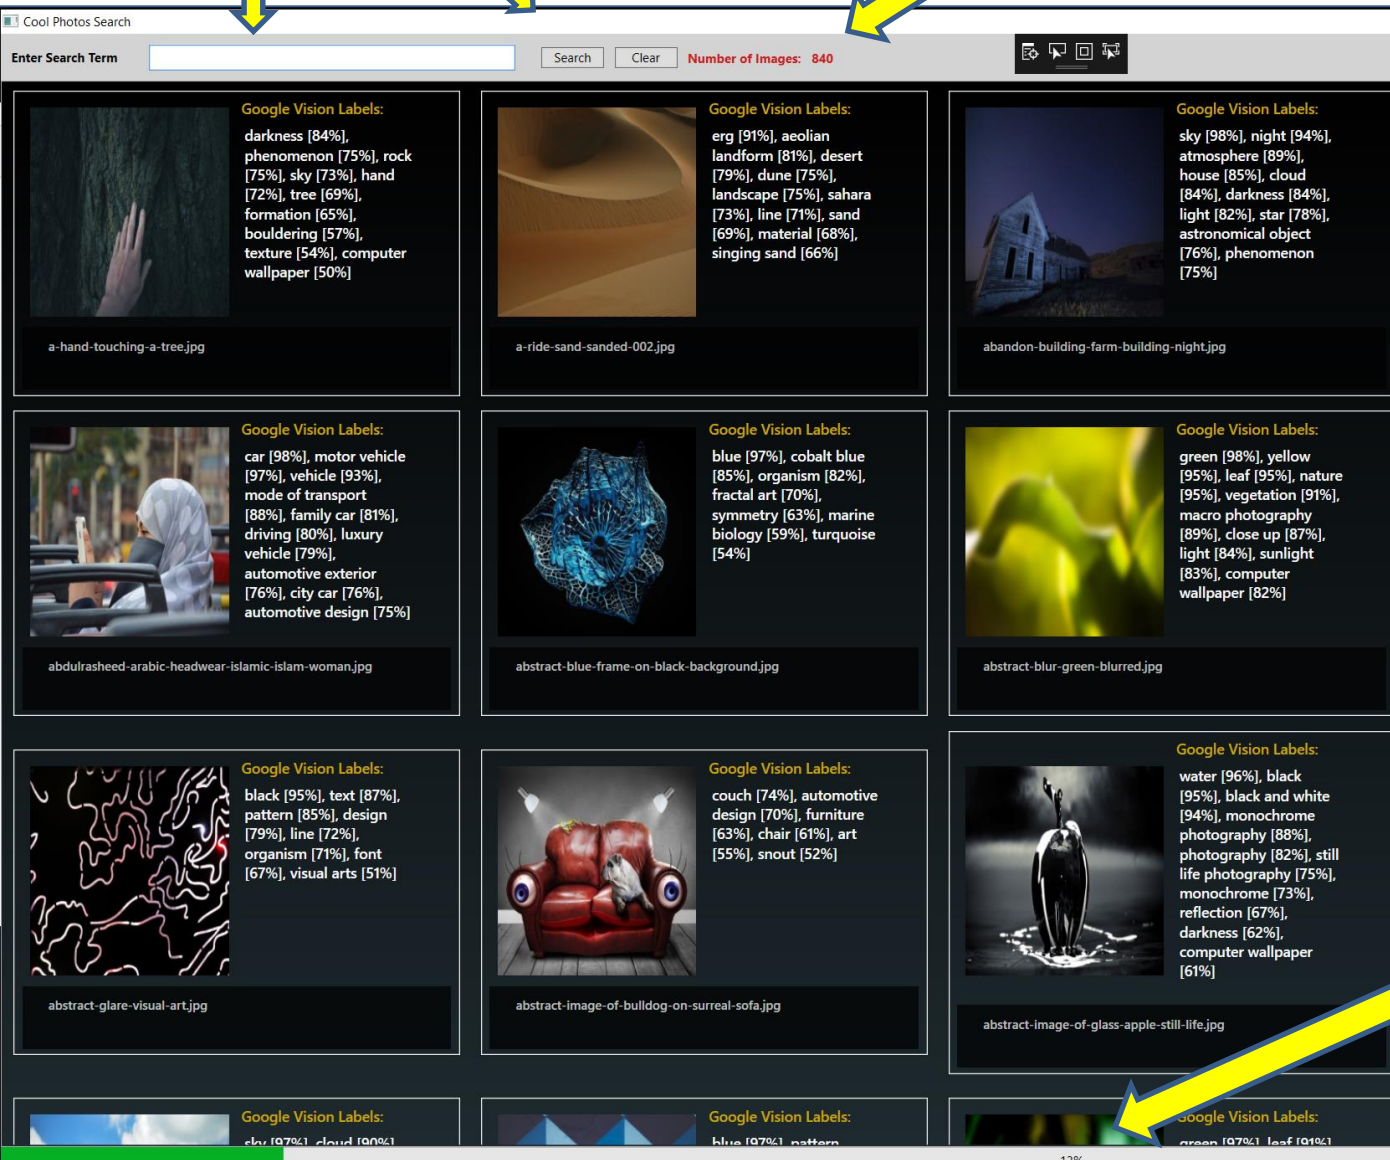 Cool Photos Search
Enter Search Term
Search
Clear
Number of Images: 840
Google Vision Labels:
darkness [84%],
phenomenon [75%], rock
[75%], sky [73%], hand
[72%], tree [69%],
formation [65%],
bouldering [57%],
texture [54%], computer
wallpaper [50%]
a-hand-touching-a-tree.jpg
Google Vision Labels:
erg [91%], aeolian
landform [81%], desert
[79%], dune [75%],
landscape [75%], sahara
[73%], line [71%], sand
[69%], material [68%],
singing sand [66%]
a-ride-sand-sanded-002.jpg
Google Vision Labels:
sky [98%], night [94%],
atmosphere [89%],
house [85%], cloud
[84%], darkness [84%],
light [82%], star [78%],
astronomical object
[76%], phenomenon
[75%]
abandon-building-farm-building-night.jpg
Google Vision Labels:
car [98%], motor vehicle
[97%], vehicle [93%],
mode of transport
[88%], family car [81%],
driving [80%], luxury
vehicle [79%],
automotive exterior
[76%], city car [76%],
automotive design [75%]
abdulrasheed-arabic-headwear-islamic-islam-woman.jpg
Google Vision Labels:
blue [97%], cobalt blue
[85%], organism [82%],
fractal art [70%],
symmetry [63%], marine
biology [59%], turquoise
[54%]
abstract-blue-frame-on-black-background.jpg
Google Vision Labels:
green [98%], yellow
[95%], leaf [95%], nature
[95%], vegetation [91%],
macro photography
[89%], close up [87%],
light [84%], sunlight
[83%], computer
wallpaper [82%]
abstract-blur-green-blurred.jpg
Google Vision Labels:
black [95%], text [87%],
pattern [85%], design
[79%], line [72%],
organism [71%], font
[67%], visual arts [51%]
abstract-glare-visual-art.jpg
Google Vision Labels:
couch [74%], automotive
design [70%], furniture
[63%], chair [61%], art
[55%], snout [52%]
abstract-image-of-bulldog-on-surreal-sofa.jpg
Google Vision Labels:
water [96%], black
[95%], black and white
[94%], monochrome
photography [88%],
photography [82%], still
life photography [75%],
monochrome [73%],
reflection [67%],
darkness [62%],
computer wallpaper
[61%]
abstract-image-of-glass-apple-still-life.jpg
Google Vision Labels:
sky [97%], cloud [90%]
Google Vision Labels:
blue [97%], pattern
Google Vision Labels:
green [97%], leaf [91%]